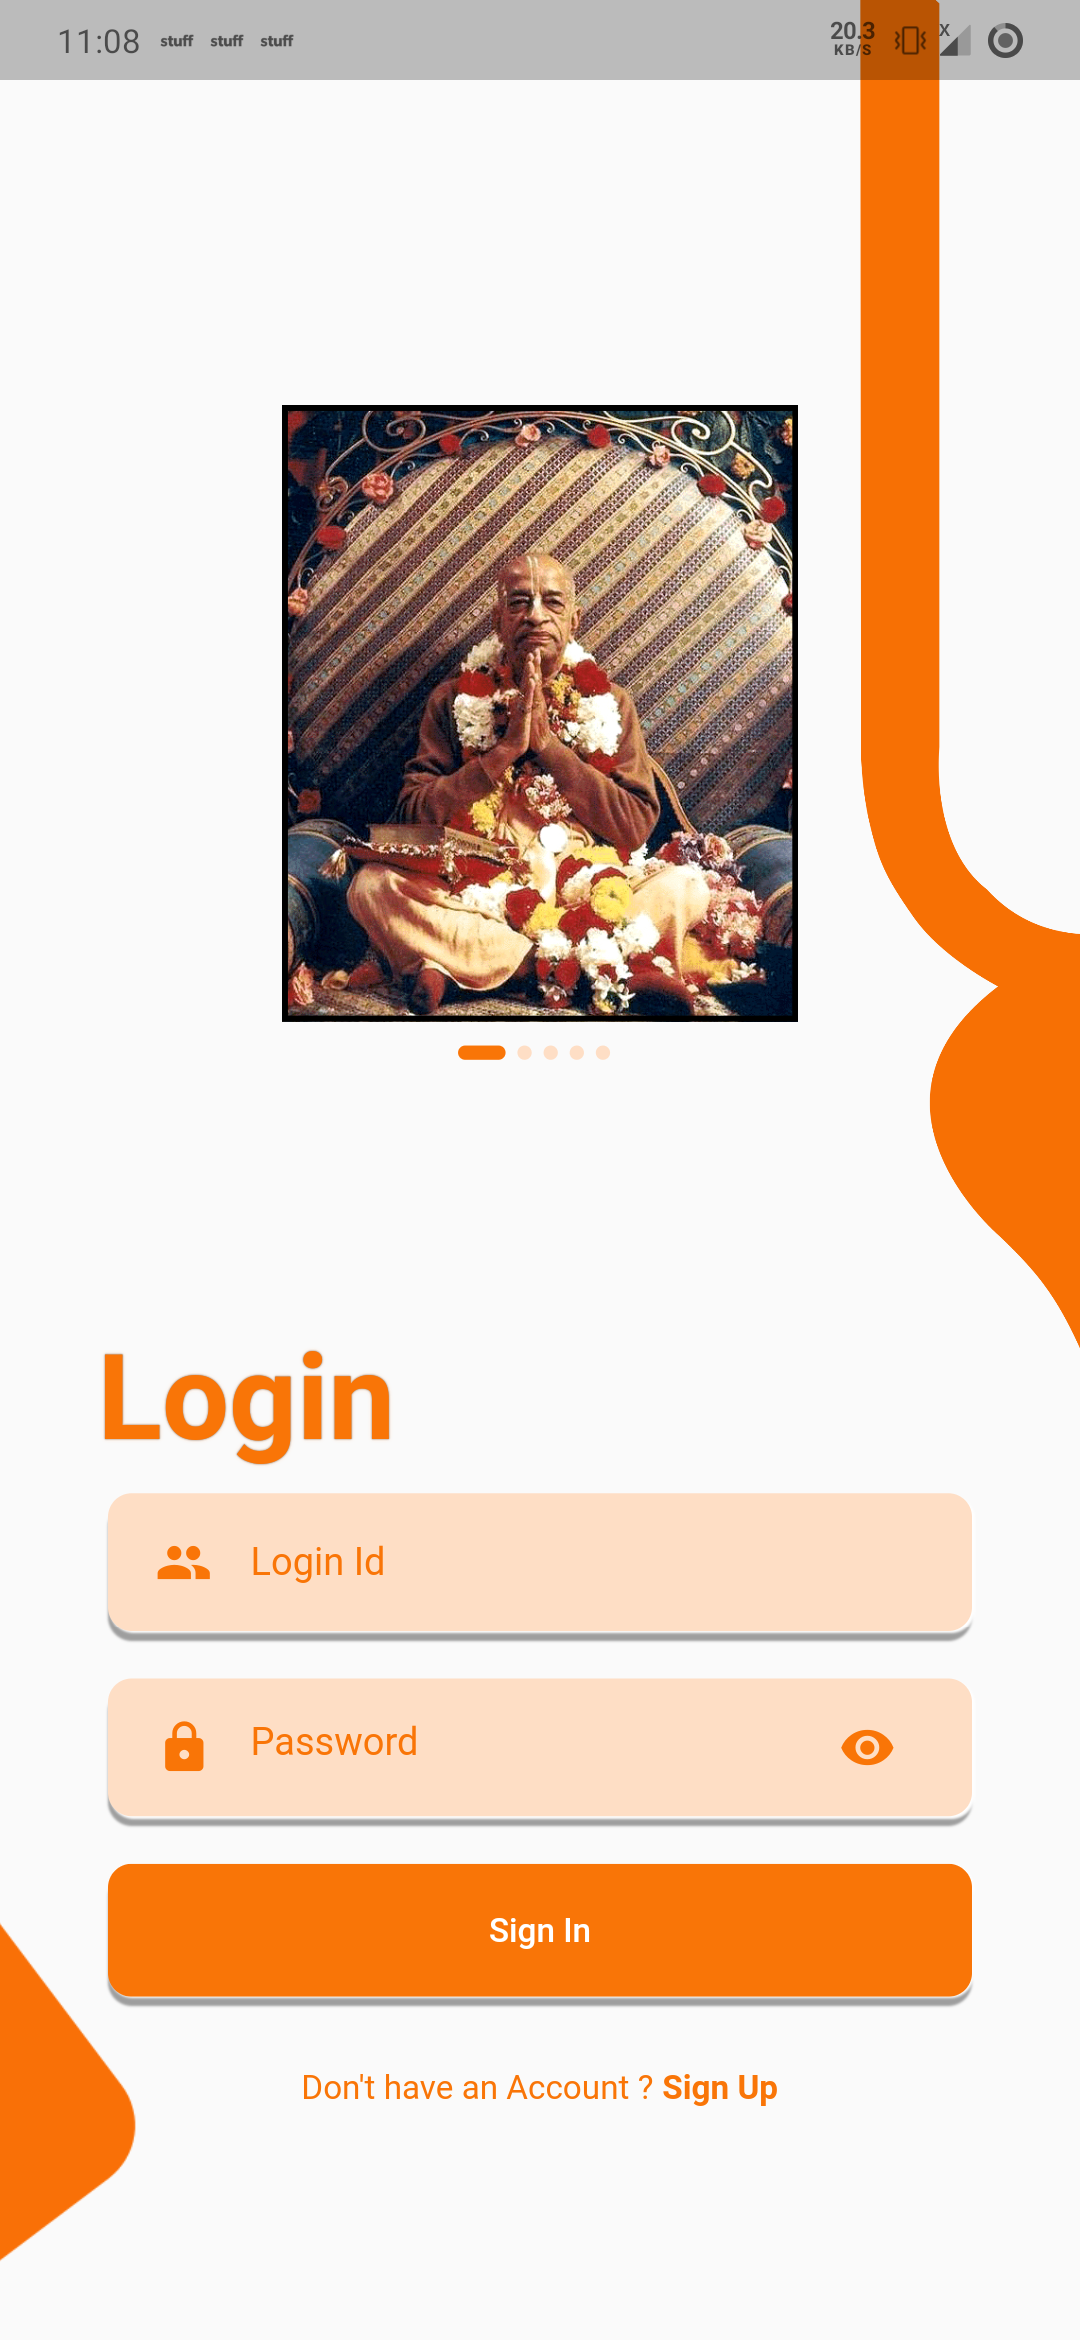 11:08 stuff stuff stuff 20.3 KB/S X
Login
Login Id
Password
Sign In
Don't have an Account ? Sign Up